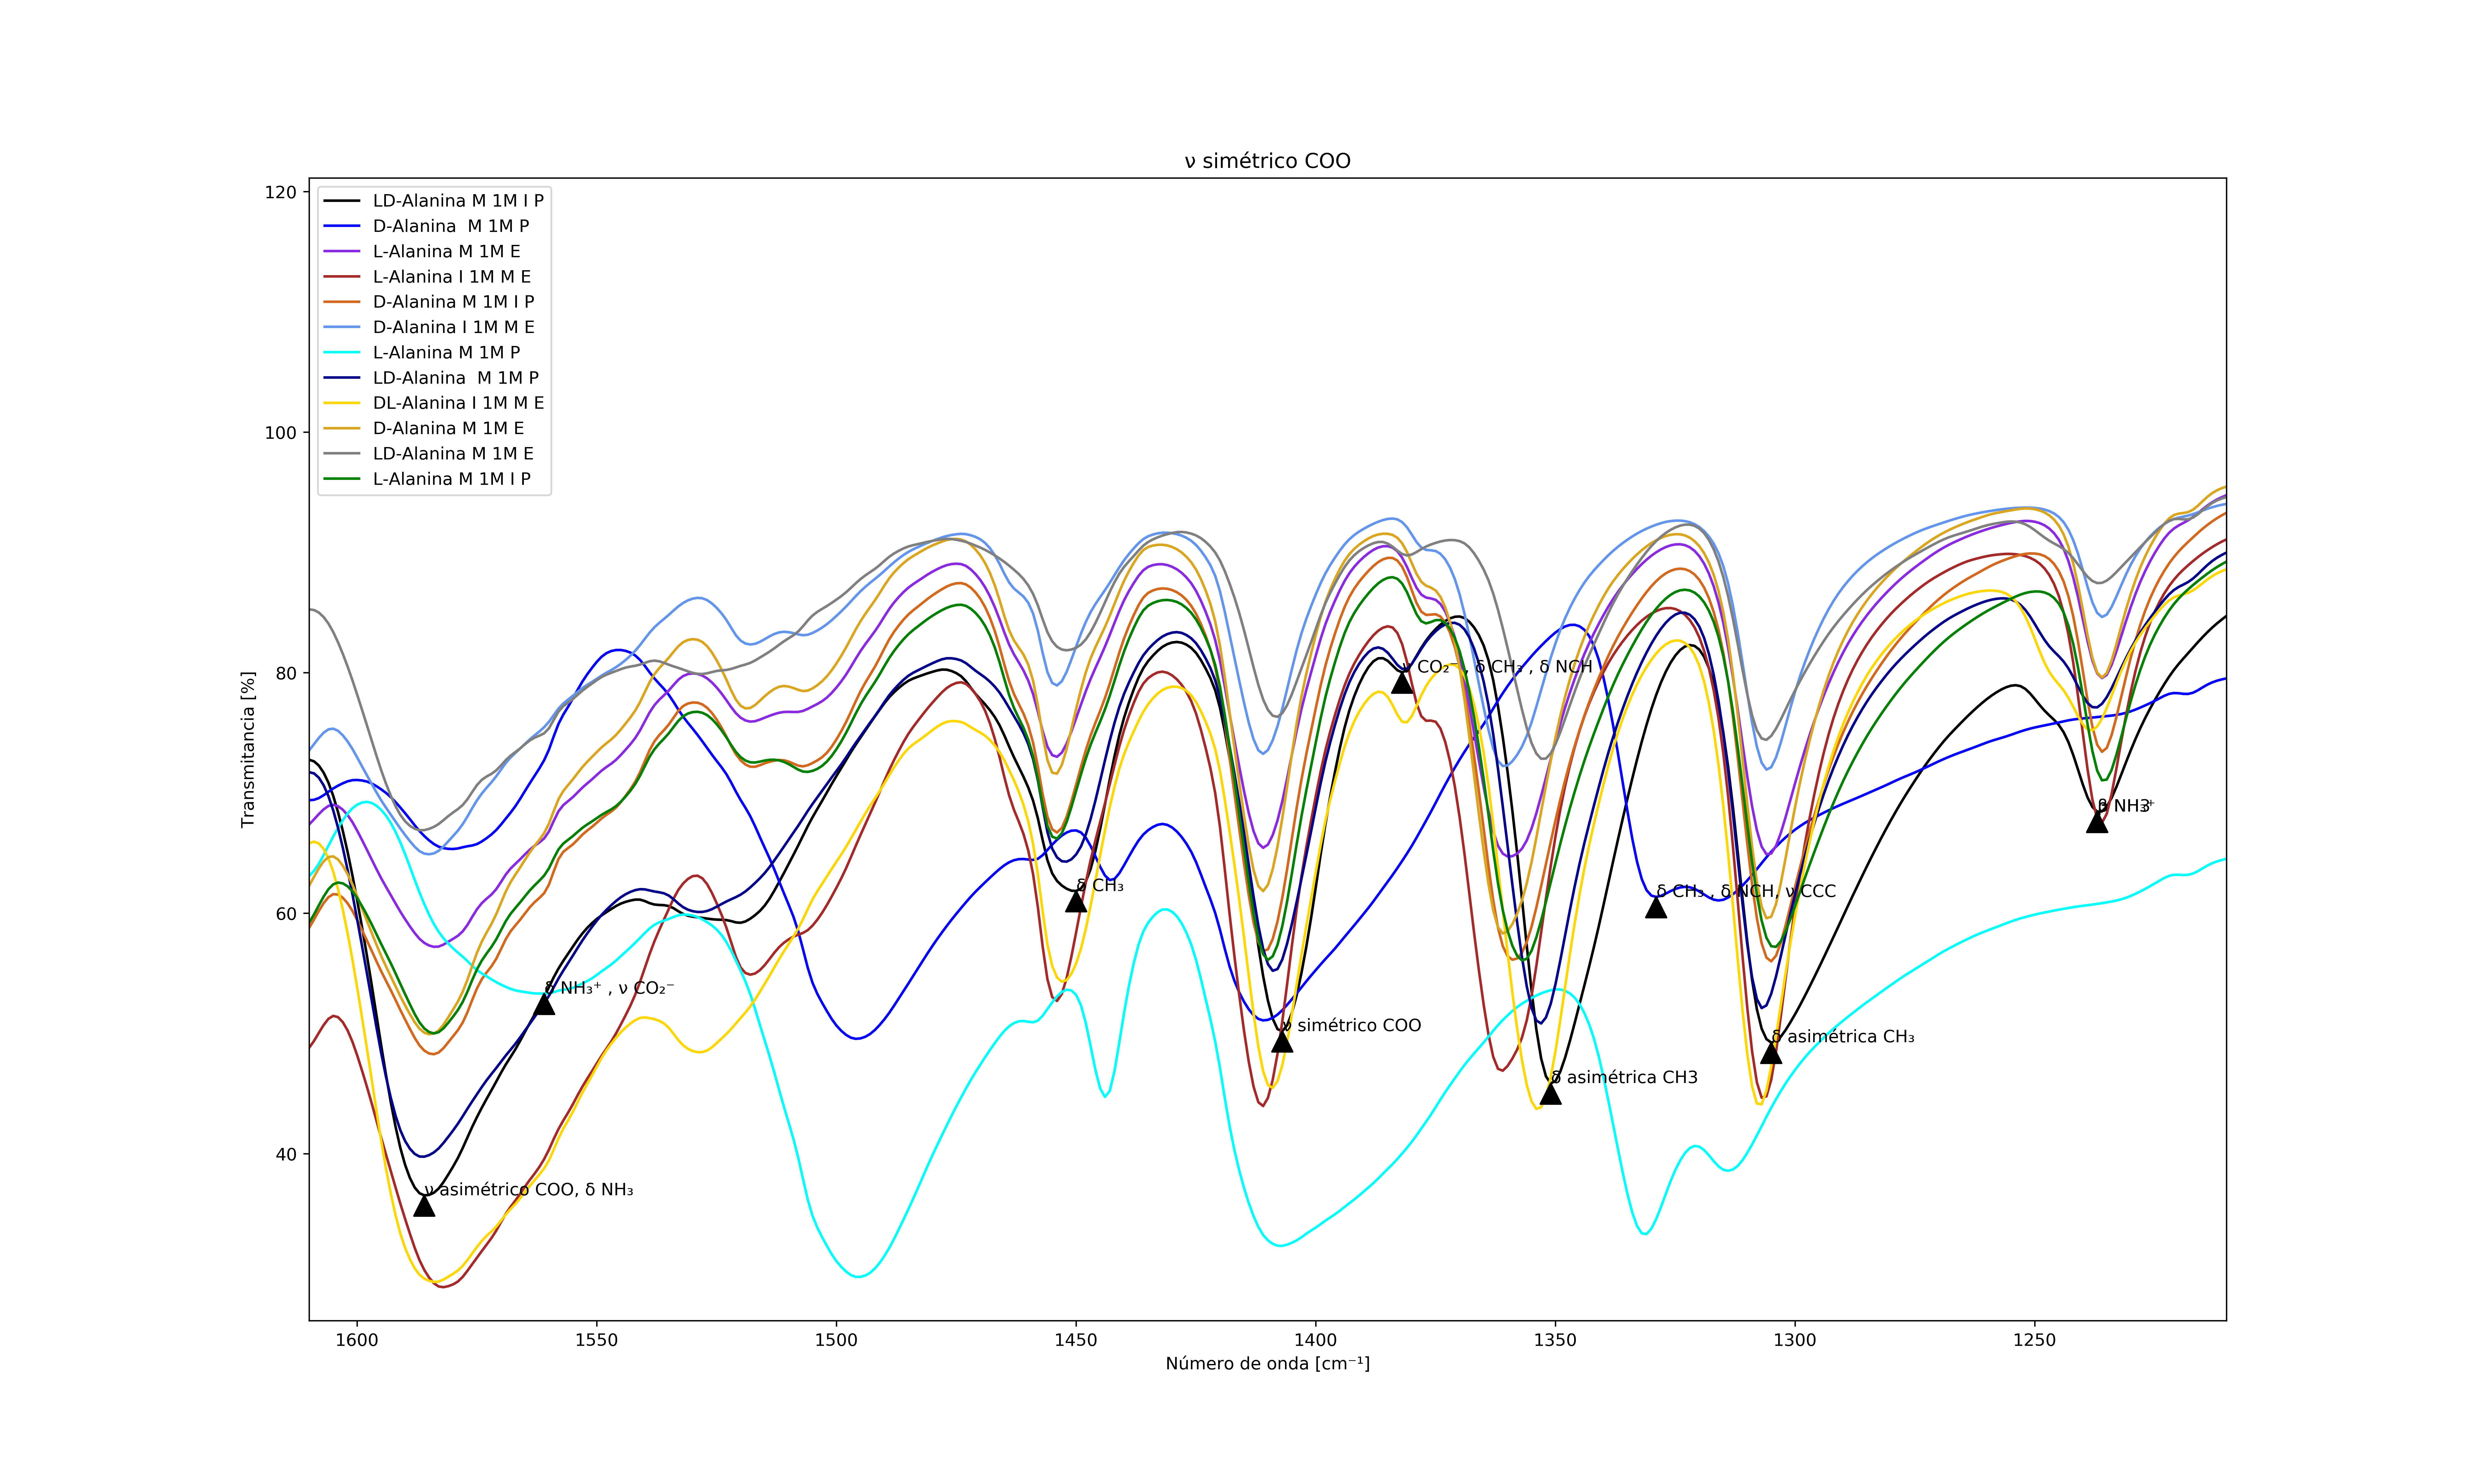 ν simétrico COO
120
100
80
60
40
Transmitancia [%]
LD-Alanina M 1M I P
D-Alanina  M 1M P
L-Alanina M 1M E
L-Alanina I 1M M E
D-Alanina M 1M I P
D-Alanina I 1M M E
L-Alanina M 1M P
LD-Alanina  M 1M P
DL-Alanina I 1M M E
D-Alanina M 1M E
LD-Alanina M 1M E
L-Alanina M 1M I P
ν CO₂⁻ , δ CH₃ , δ NCH
δ NH₃⁺
δ CH₃
δ CH₃ , δ NCH, ν CCC
δ NH₃⁺ , ν CO₂⁻
ν simétrico COO
δ asimétrica CH₃
δ asimétrica CH3
ν asimétrico COO, δ NH₃
1600
1550
1500
1450
1400
1350
1300
1250
Número de onda [cm⁻¹]